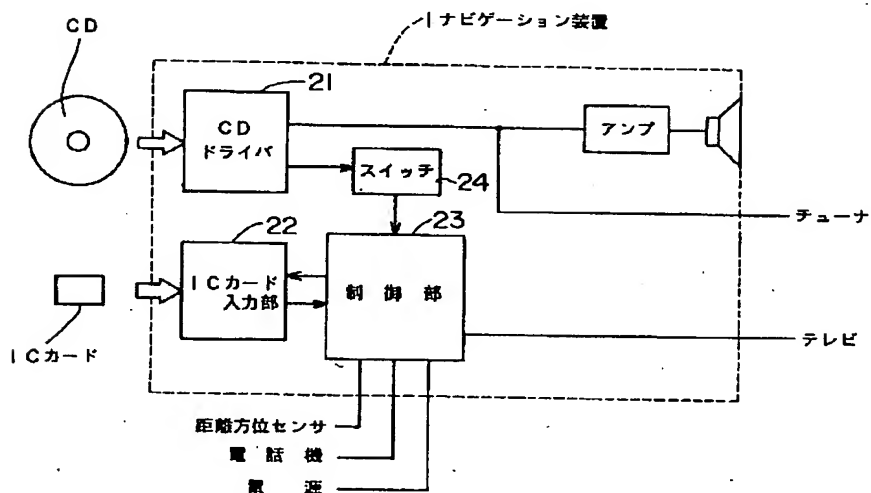 CD
1ナビゲーション装置
21
CD
ドライバ
アンプ
スイッチ
24
チューナ
22
23
ICカード
入力部
制御部
ICカード
テレビ
距離方位センサ
電話機
電源